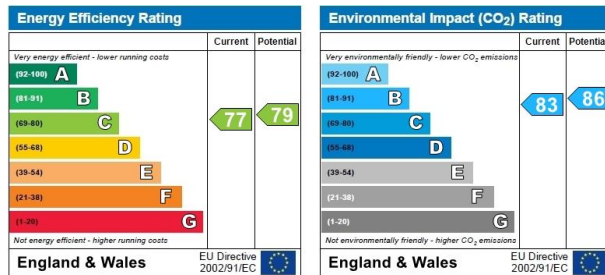 Energy Efficiency Rating
Current Potential
Very energy efficient - lower running costs
(92-100) A
(81-91) B
(69-80) C
77 79
(55-68) D
(39-54) E
(21-38) F
(1-20) G
Not energy efficient - higher running costs
England & Wales
EU Directive
2002/91/EC
Environmental Impact (CO₂) Rating
Current Potential
Very environmentally friendly - lower CO₂ emissions
(92-100) A
(81-91) B
83 86
(69-80) C
(55-68) D
(39-54) E
(21-38) F
(1-20) G
Not environmentally friendly - higher CO₂ emissions
England & Wales
EU Directive
2002/91/EC